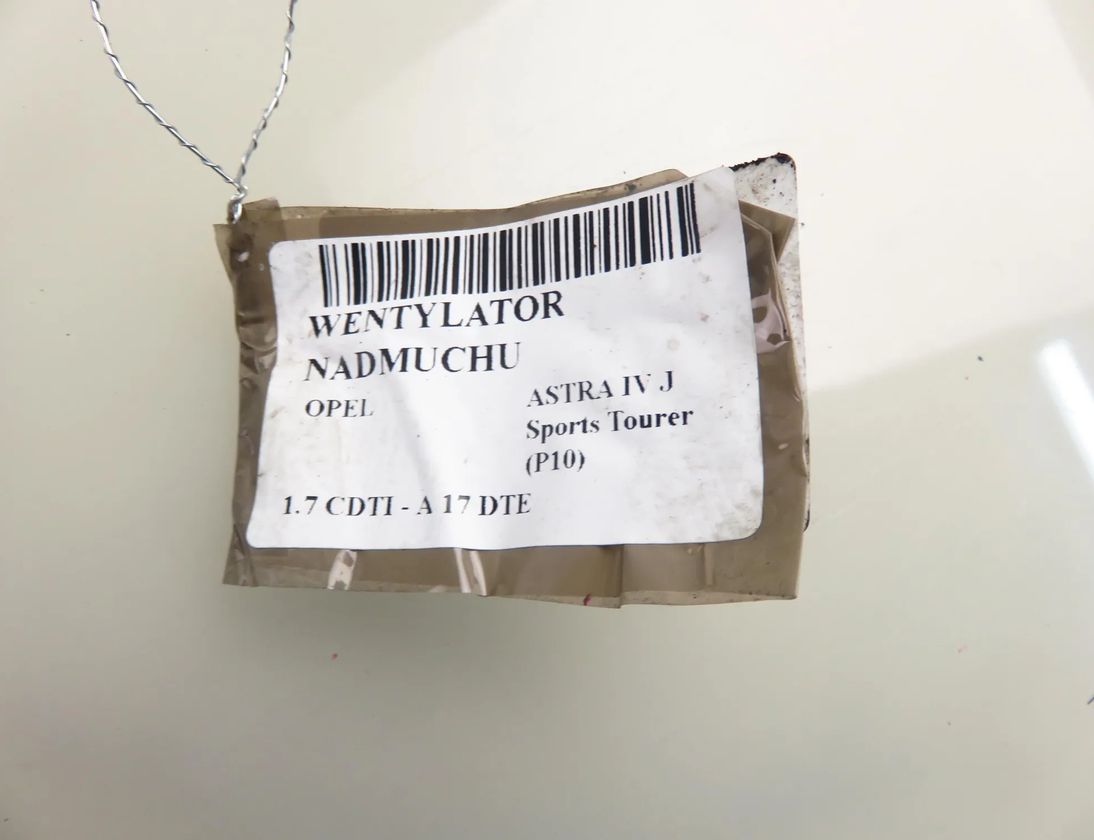 WENTYLATOR
NADMUCHU
OPEL
ASTRA IV J
Sports Tourer
(P10)
1.7 CDTI - A 17 DTE